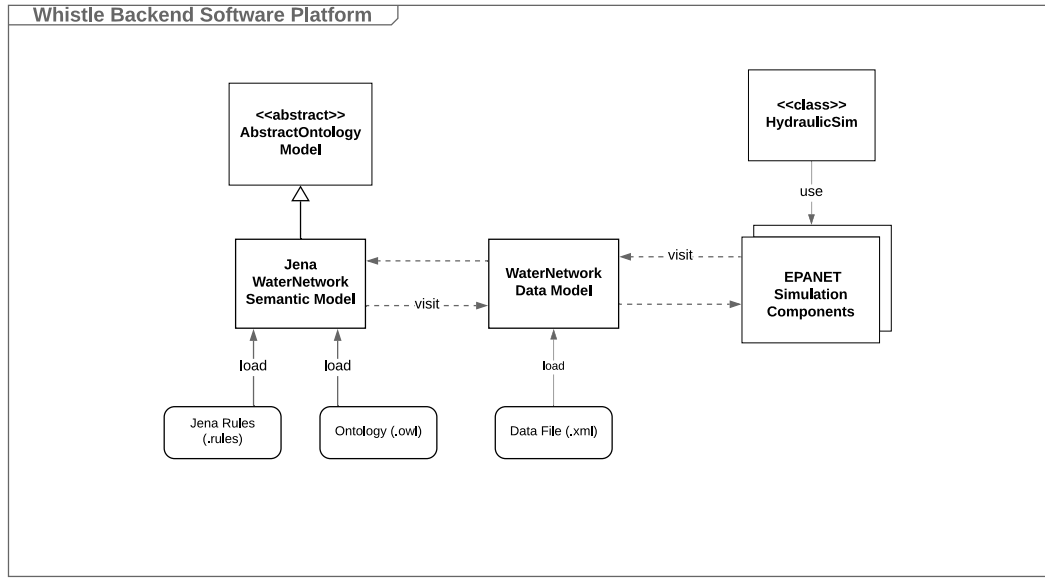 Whistle Backend Software Platform
<<abstract>>
AbstractOntology
Model
<<class>>
HydraulicSim
use
Jena
WaterNetwork
Semantic Model
visit
WaterNetwork
Data Model
visit
EPANET
Simulation
Components
load
load
load
Jena Rules
(.rules)
Ontology (.owl)
Data File (.xml)